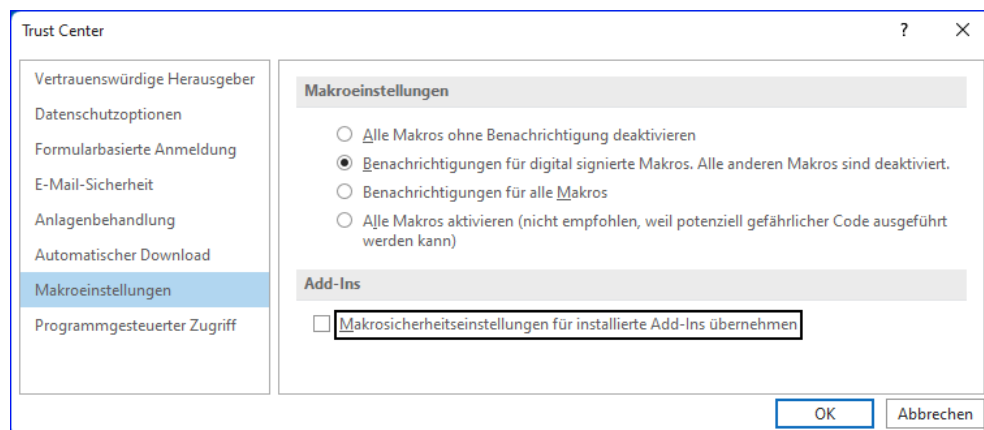 Trust Center
?
Vertrauenswürdige Herausgeber
Datenschutzoptionen
Formularbasierte Anmeldung
E-Mail-Sicherheit
Anlagenbehandlung
Automatischer Download
Makroeinstellungen
Programmgesteuerter Zugriff
Makroeinstellungen
Alle Makros ohne Benachrichtigung deaktivieren
Benachrichtigungen für digital signierte Makros. Alle anderen Makros sind deaktiviert.
Benachrichtigungen für alle Makros
Alle Makros aktivieren (nicht empfohlen, weil potenziell gefährlicher Code ausgeführt
werden kann)
Add-Ins
Makrosicherheitseinstellungen für installierte Add-Ins übernehmen
OK
Abbrechen